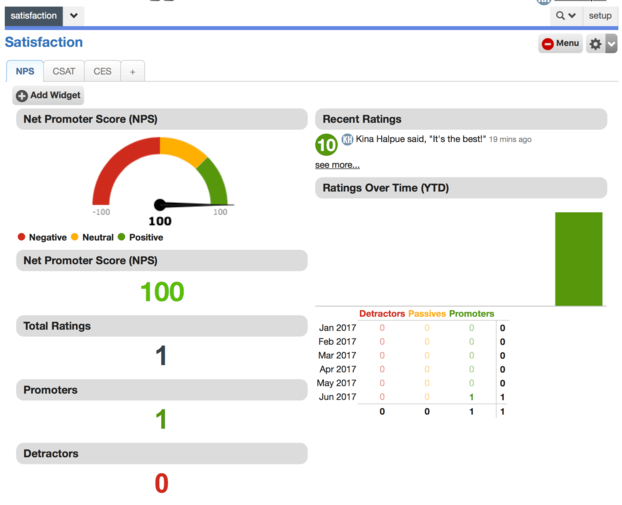 satisfaction
setup
Satisfaction
Menu
NPS CSAT CES +
Add Widget
Net Promoter Score (NPS)
-100 100
100
Negative Neutral Positive
Net Promoter Score (NPS)
100
Total Ratings
1
Promoters
1
Detractors
0
Recent Ratings
10 KH Kina Halpue said, "It's the best!" 19 mins ago
see more...
Ratings Over Time (YTD)
Detractors Passives Promoters
Jan 2017 0 0 0 0
Feb 2017 0 0 0 0
Mar 2017 0 0 0 0
Apr 2017 0 0 0 0
May 2017 0 0 0 0
Jun 2017 0 0 1 1
0 0 1 1